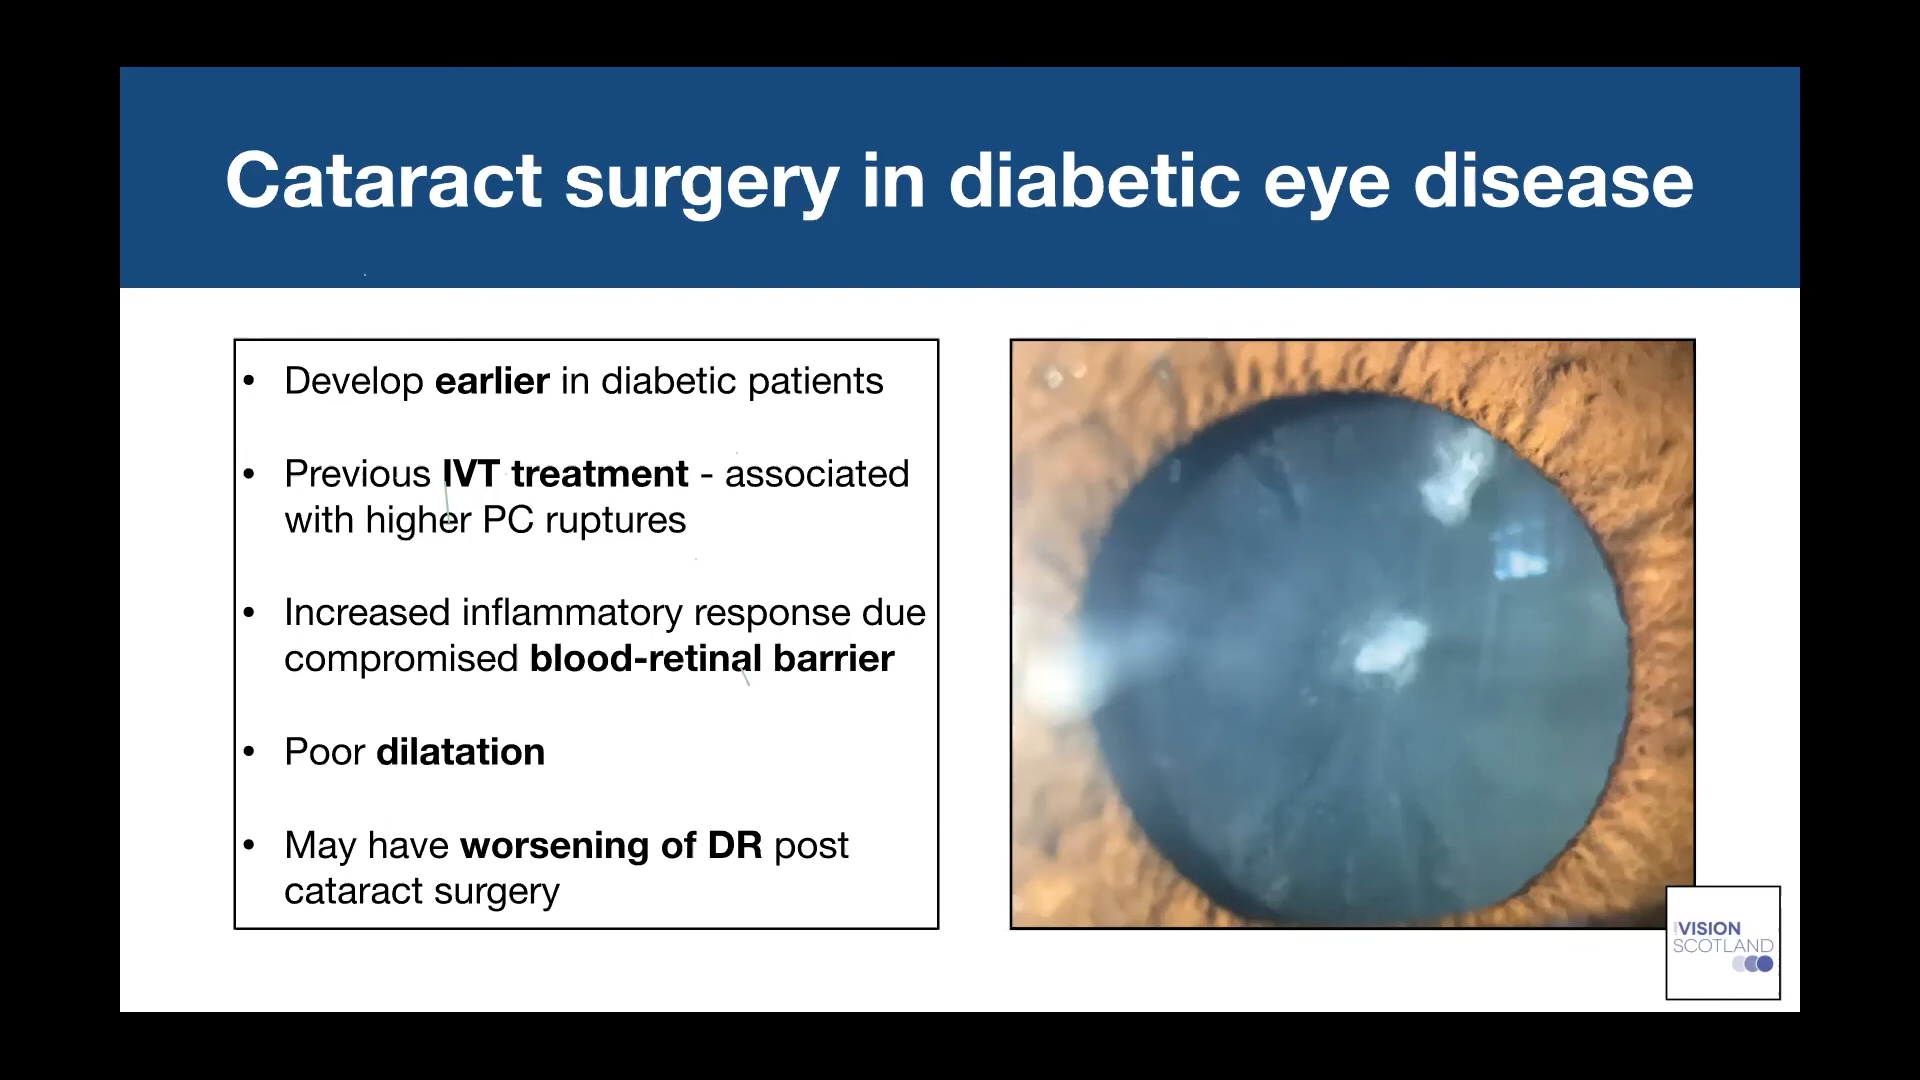 Cataract surgery in diabetic eye disease
• Develop earlier in diabetic patients
• Previous IVT treatment - associated
with higher PC ruptures
• Increased inflammatory response due
compromised blood-retinal barrier
• Poor dilatation
• May have worsening of DR post
cataract surgery
VISION
SCOTLAND